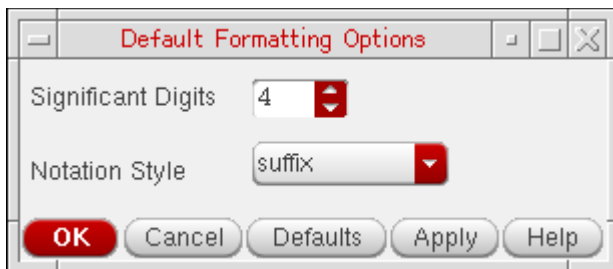 Default Formatting Options
Significant Digits 4
Notation Style suffix
OK Cancel Defaults Apply Help